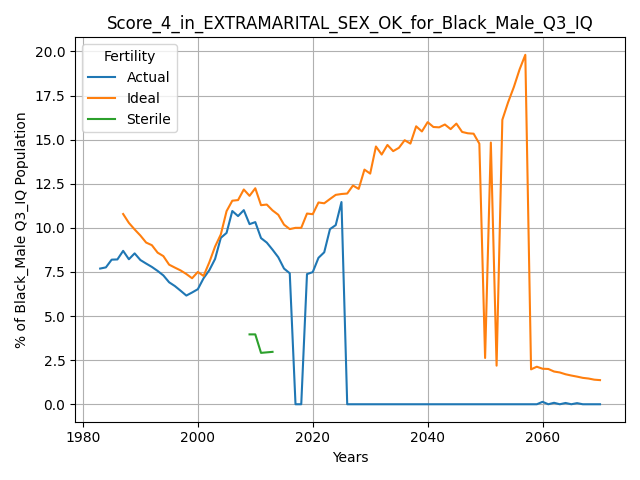 Score_4_in_EXTRAMARITAL_SEX_OK_for_Black_Male_Q3_IQ
Fertility
Actual
Ideal
Sterile
% of Black_Male Q3_IQ Population
20.0
17.5
15.0
12.5
10.0
7.5
5.0
2.5
0.0
1980
2000
2020
2040
2060
Years